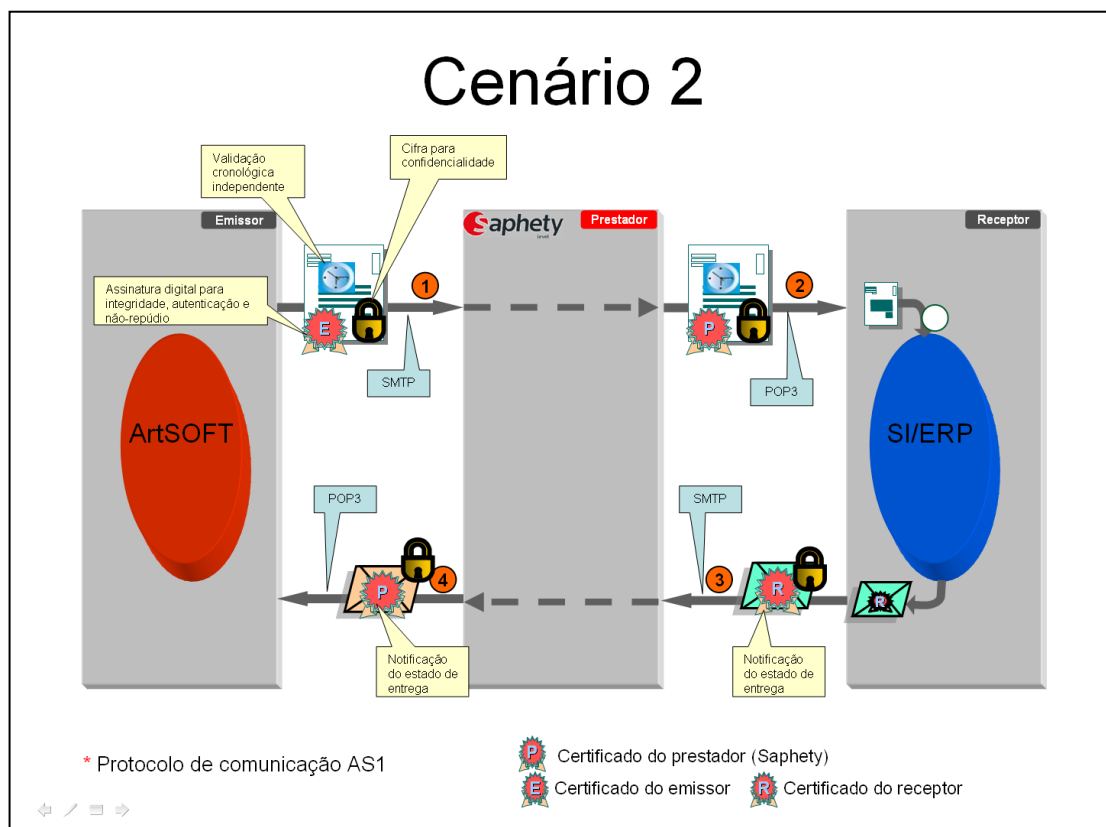 Cenário 2
Validação
cronológica
independente
Cifra para
confidencialidade
Emissor
Saphety
level
Prestador
Receptor
Assinatura digital para
integridade, autenticação e
não-repúdio
E
1
P
2
SMTP
POP3
ArtSOFT
SI/ERP
POP3
SMTP
P
4
R
3
R
Notificação
do estado de
entrega
Notificação
do estado de
entrega
* Protocolo de comunicação AS1
P Certificado do prestador (Saphety)
E Certificado do emissor
R Certificado do receptor